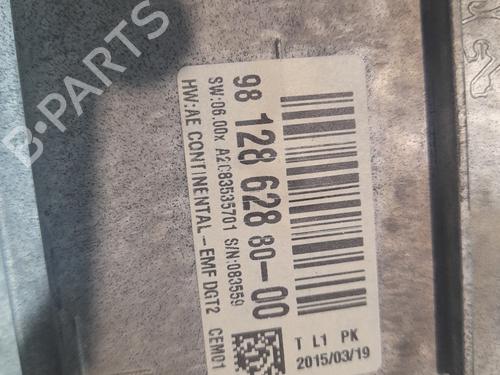 98 128 628 80-00
SW:06.00x A2C83535701 S/N:083559
HW:AE CONTINENTAL-EMF DGT2 CEM01
T L1 PK
2015/03/19
B-PARTS